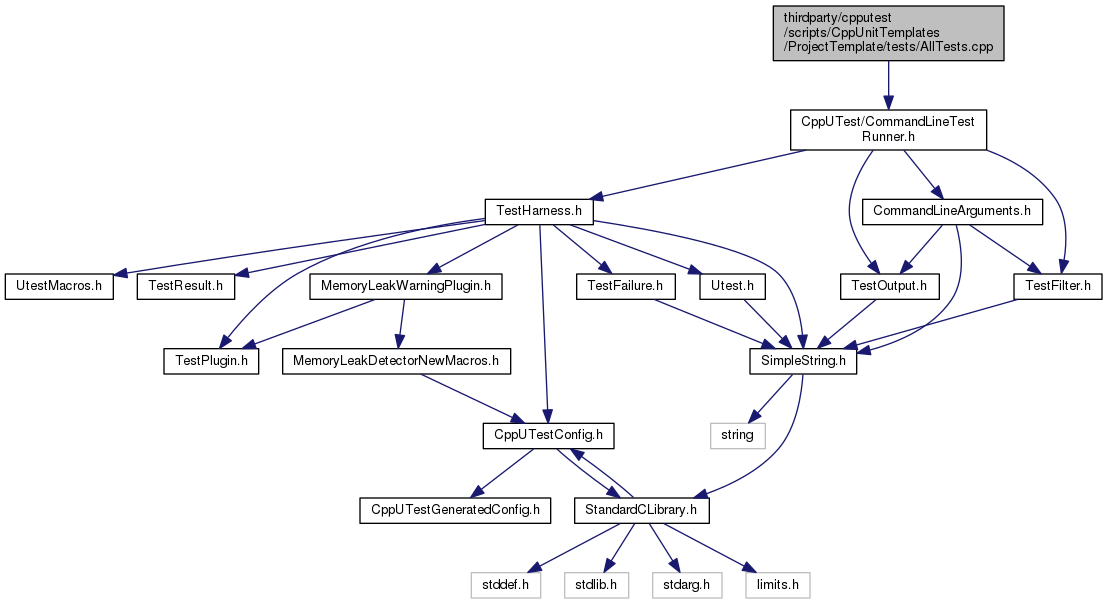 thirdparty/cpputest
/scripts/CppUnitTemplates
/ProjectTemplate/tests/AllTests.cpp
CppUTest/CommandLineTest
Runner.h
TestHarness.h
CommandLineArguments.h
UtestMacros.h
TestResult.h
MemoryLeakWarningPlugin.h
TestFailure.h
Utest.h
TestOutput.h
TestFilter.h
TestPlugin.h
MemoryLeakDetectorNewMacros.h
SimpleString.h
CppUTestConfig.h
string
CppUTestGeneratedConfig.h
StandardCLibrary.h
stddef.h
stdlib.h
stdarg.h
limits.h